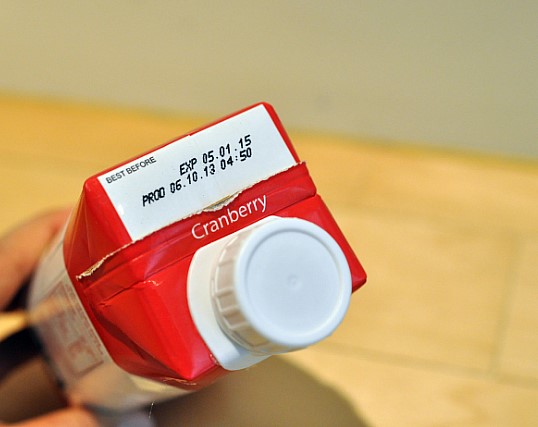 BEST BEFORE
EXP 05.01.15
PROD 06.10.13 04:50
Cranberry